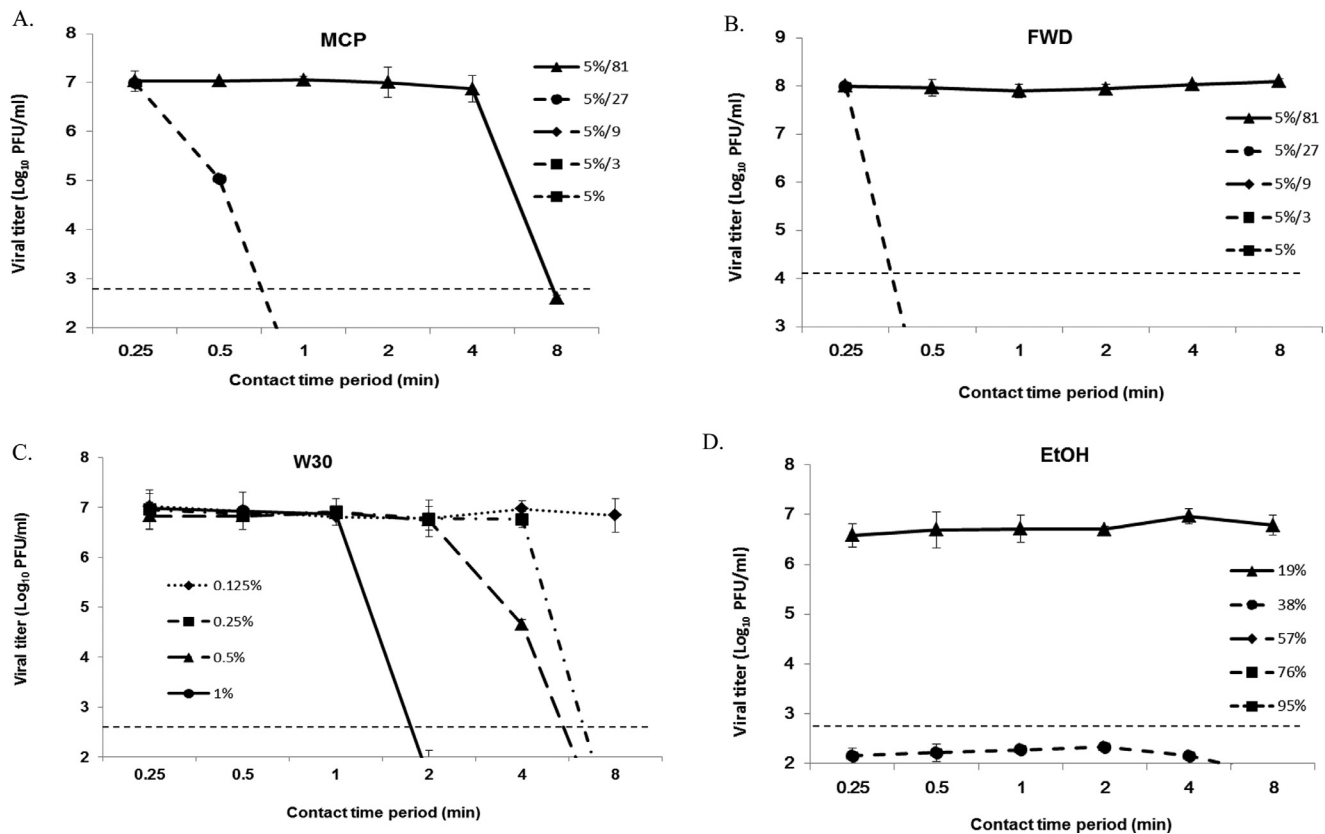 A.
MCP
8
7
6
5
4
3
2
0.25 0.5 1 2 4 8
Viral titer (Log10 PFU/ml)
Contact time period (min)
5%/81
5%/27
5%/9
5%/3
5%
B.
FWD
9
8
7
6
5
4
3
0.25 0.5 1 2 4 8
Viral titer (Log10 PFU/ml)
Contact time period (min)
5%/81
5%/27
5%/9
5%/3
5%
C.
W30
8
7
6
5
4
3
2
0.25 0.5 1 2 4 8
Viral titer (Log10 PFU/ml)
Contact time period (min)
0.125%
0.25%
0.5%
1%
D.
EtOH
8
7
6
5
4
3
2
0.25 0.5 1 2 4 8
Viral titer (Log10 PFU/ml)
Contact time period (min)
19%
38%
57%
76%
95%